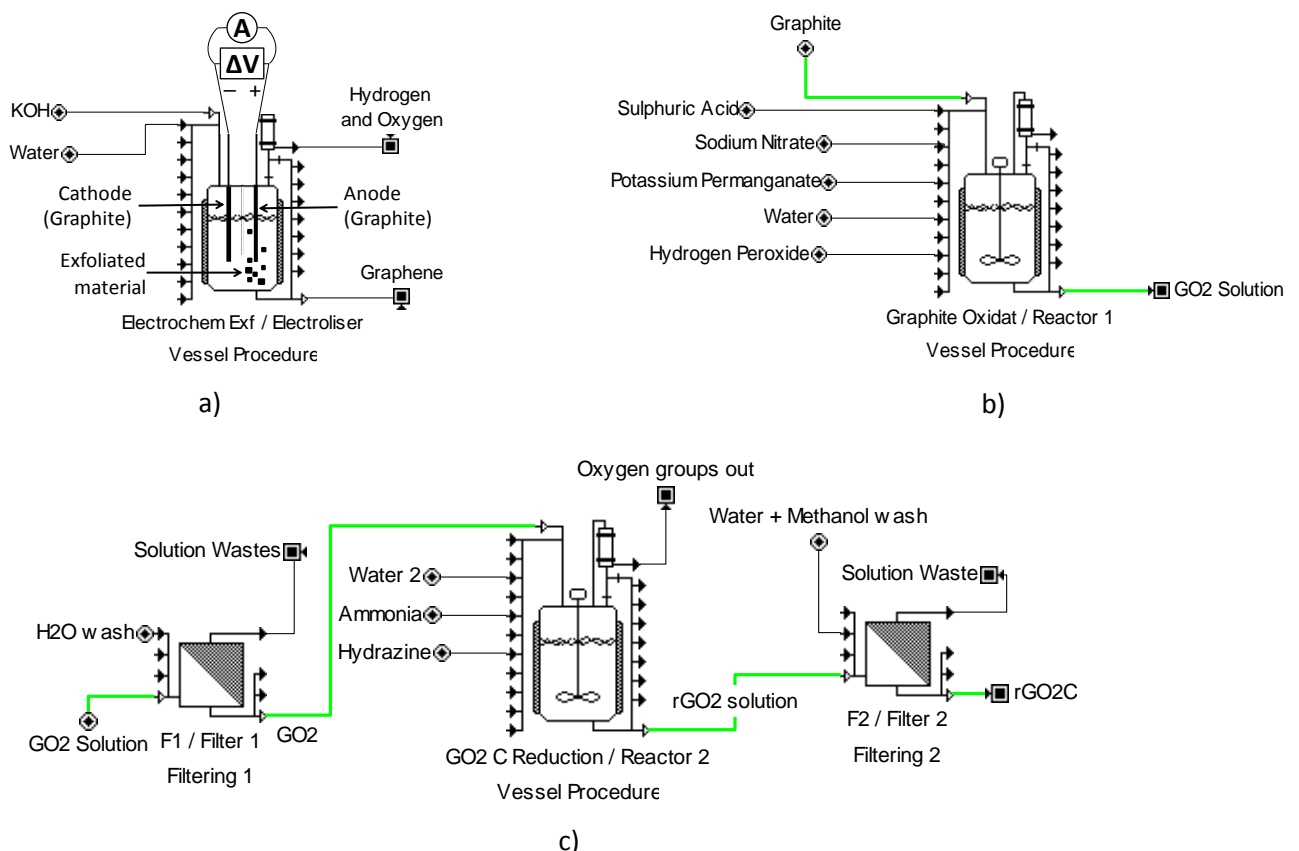 A
ΔV
− +
KOH
Water
Hydrogen
and Oxygen
Cathode
(Graphite)
Anode
(Graphite)
Exfoliated
material
Graphene
Electrochem Exf / Electroliser
Vessel Procedure
a)
Graphite
Sulphuric Acid
Sodium Nitrate
Potassium Permanganate
Water
Hydrogen Peroxide
GO2 Solution
Graphite Oxidat / Reactor 1
Vessel Procedure
b)
Oxygen groups out
Water + Methanol wash
Solution Wastes
Water 2
Solution Waste
Ammonia
H2O wash
Hydrazine
rGO2 solution
rGO2C
GO2 Solution
F1 / Filter 1
GO2
F2 / Filter 2
Filtering 1
GO2 C Reduction / Reactor 2
Filtering 2
Vessel Procedure
c)